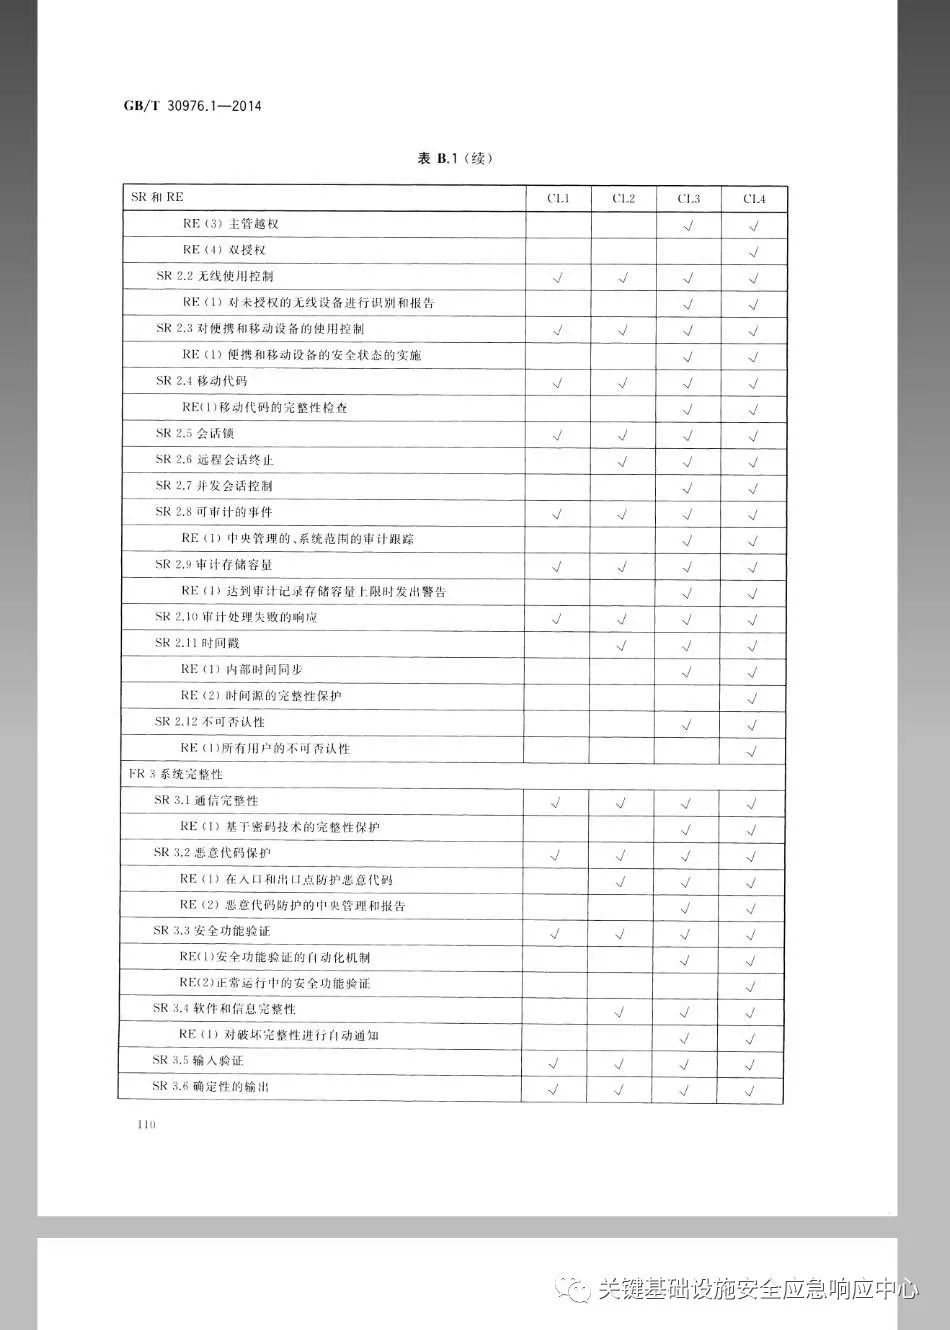 GB/T 30976.1—2014
表 B.1(续)
SR 和 RE CL1 CL2 CL3 CL4
RE (3) 主管越权 √ √
RE (4) 双授权 √
SR 2.2 无线使用控制 √ √ √ √
RE (1) 对未授权的无线设备进行识别和报告 √ √
SR 2.3 对便携和移动设备的使用控制 √ √ √ √
RE (1) 便携和移动设备的安全状态的实施 √ √
SR 2.4 移动代码 √ √ √ √
RE(1)移动代码的完整性检查 √ √
SR 2.5 会话锁 √ √ √ √
SR 2.6 远程会话终止 √ √ √
SR 2.7 并发会话控制 √ √
SR 2.8 可审计的事件 √ √ √ √
RE (1) 中央管理的、系统范围的审计跟踪 √ √
SR 2.9 审计存储容量 √ √ √ √
RE (1) 达到审计记录存储容量上限时发出警告 √ √
SR 2.10 审计处理失败的响应 √ √ √ √
SR 2.11 时间戳 √ √ √
RE (1) 内部时间同步 √ √
RE (2) 时间源的完整性保护 √
SR 2.12 不可否认性 √ √
RE (1)所有用户的不可否认性 √
FR 3 系统完整性
SR 3.1 通信完整性 √ √ √ √
RE (1) 基于密码技术的完整性保护 √ √
SR 3.2 恶意代码保护 √ √ √ √
RE (1) 在入口和出口点防护恶意代码 √ √ √
RE (2) 恶意代码防护的中央管理和报告 √ √
SR 3.3 安全功能验证 √ √ √ √
RE(1)安全功能验证的自动化机制 √ √
RE(2)正常运行中的安全功能验证 √
SR 3.4 软件和信息完整性 √ √ √
RE (1) 对破坏完整性进行自动通知 √ √
SR 3.5 输入验证 √ √ √ √
SR 3.6 确定性的输出 √ √ √ √
110
关键基础设施安全应急响应中心